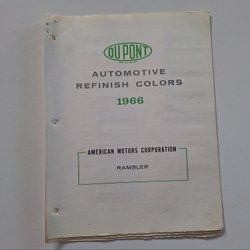 DU PONT
AUTOMOTIVE
REFINISH COLORS
1966
AMERICAN MOTORS CORPORATION
RAMBLER